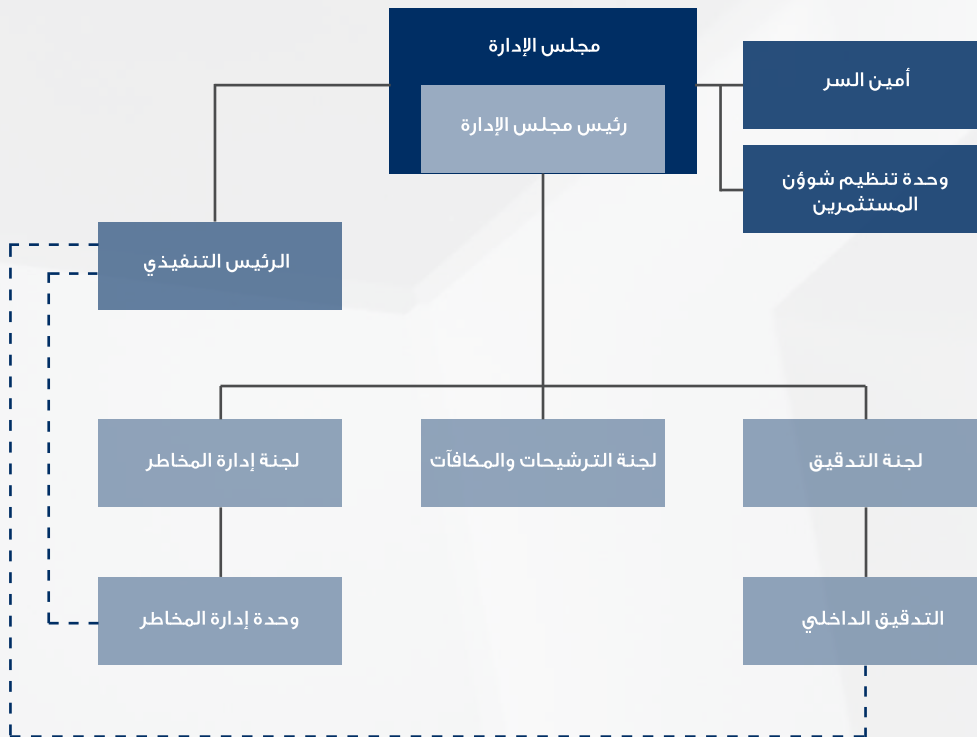 مجلس الإدارة
رئيس مجلس الإدارة
أمين السر
وحدة تنظيم شوؤن
المستثمرين
الرئيس التنفيذي
لجنة التدقيق
لجنة الترشيحات والمكافآت
لجنة إدارة المخاطر
التدقيق الداخلي
وحدة إدارة المخاطر